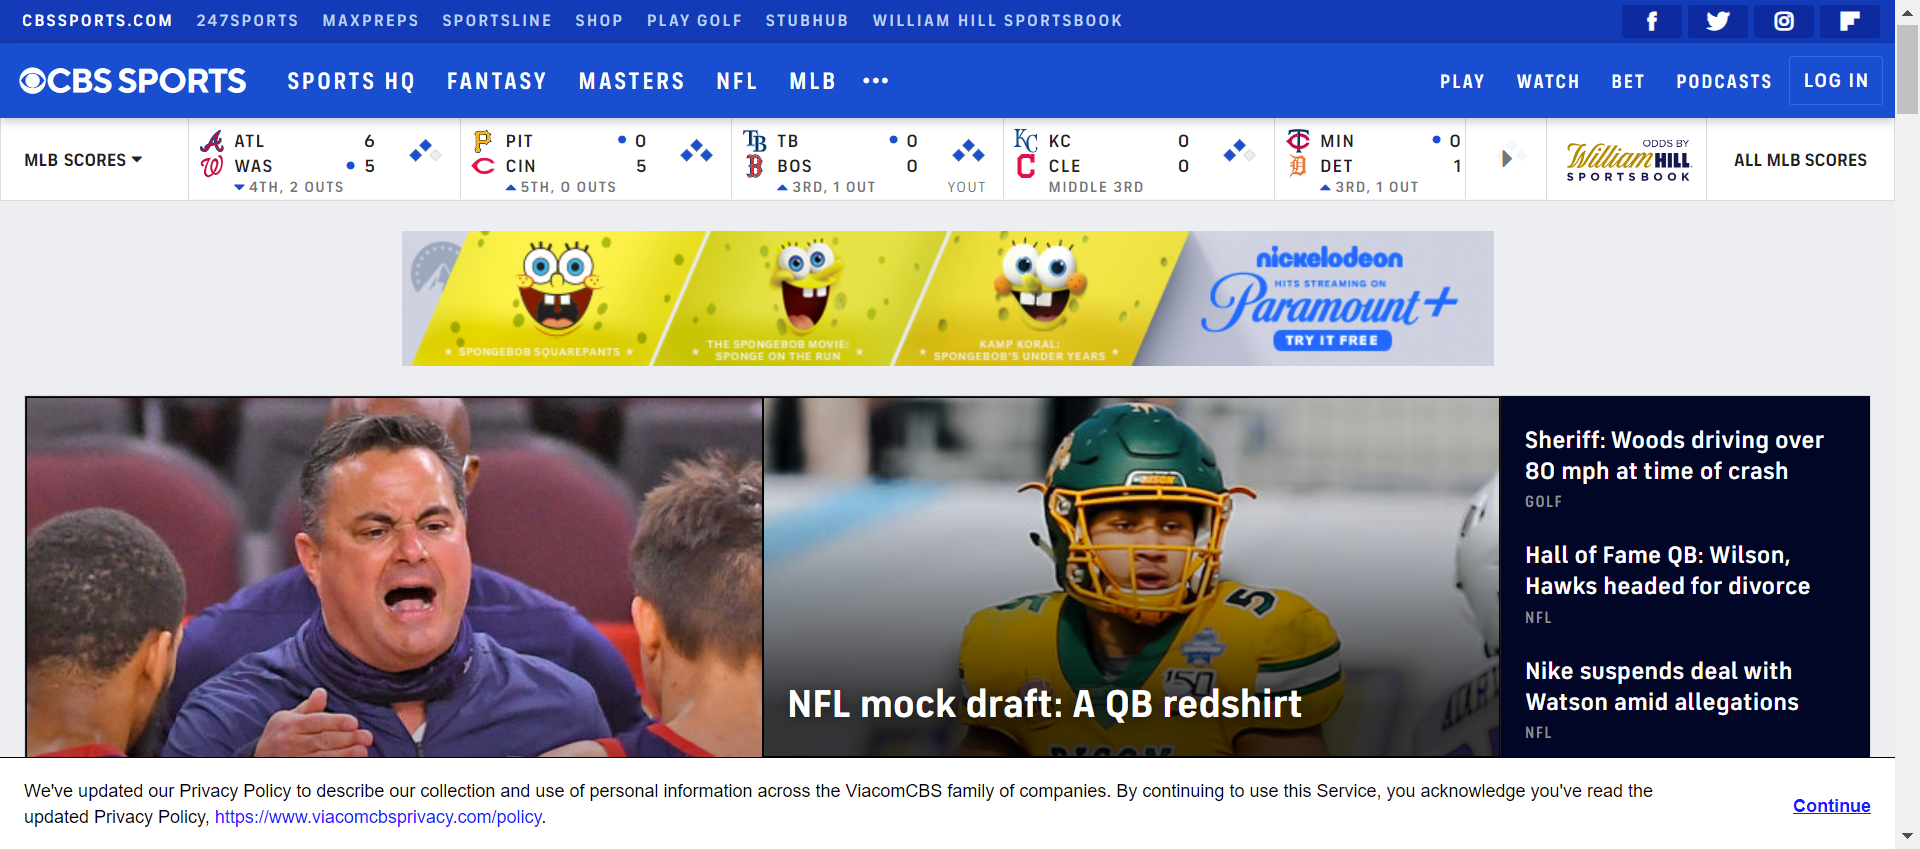 CBSSPORTS.COM 247SPORTS MAXPREPS SPORTSLINE SHOP PLAY GOLF STUBHUB WILLIAM HILL SPORTSBOOK
CBS SPORTS SPORTS HQ FANTASY MASTERS NFL MLB ••• PLAY WATCH BET PODCASTS LOG IN
MLB SCORES
ATL 6
WAS 5
4TH, 2 OUTS
PIT 0
CIN 5
5TH, 0 OUTS
TB 0
BOS 0
3RD, 1 OUT YOUT
KC 0
CLE 0
MIDDLE 3RD
MIN 0
DET 1
3RD, 1 OUT
ODDS BY
William HILL
SPORTSBOOK
ALL MLB SCORES
SPONGEBOB SQUAREPANTS
THE SPONGEBOB MOVIE:
SPONGE ON THE RUN
KAMP KORAL:
SPONGEBOB'S UNDER YEARS
nickelodeon
HITS STREAMING ON
Paramount+
TRY IT FREE
BISON
5
5
150
BISON
NFL mock draft: A QB redshirt
Sheriff: Woods driving over
80 mph at time of crash
GOLF
Hall of Fame QB: Wilson,
Hawks headed for divorce
NFL
Nike suspends deal with
Watson amid allegations
NFL
We've updated our Privacy Policy to describe our collection and use of personal information across the ViacomCBS family of companies. By continuing to use this Service, you acknowledge you've read the
updated Privacy Policy, https://www.viacomcbsprivacy.com/policy.
Continue